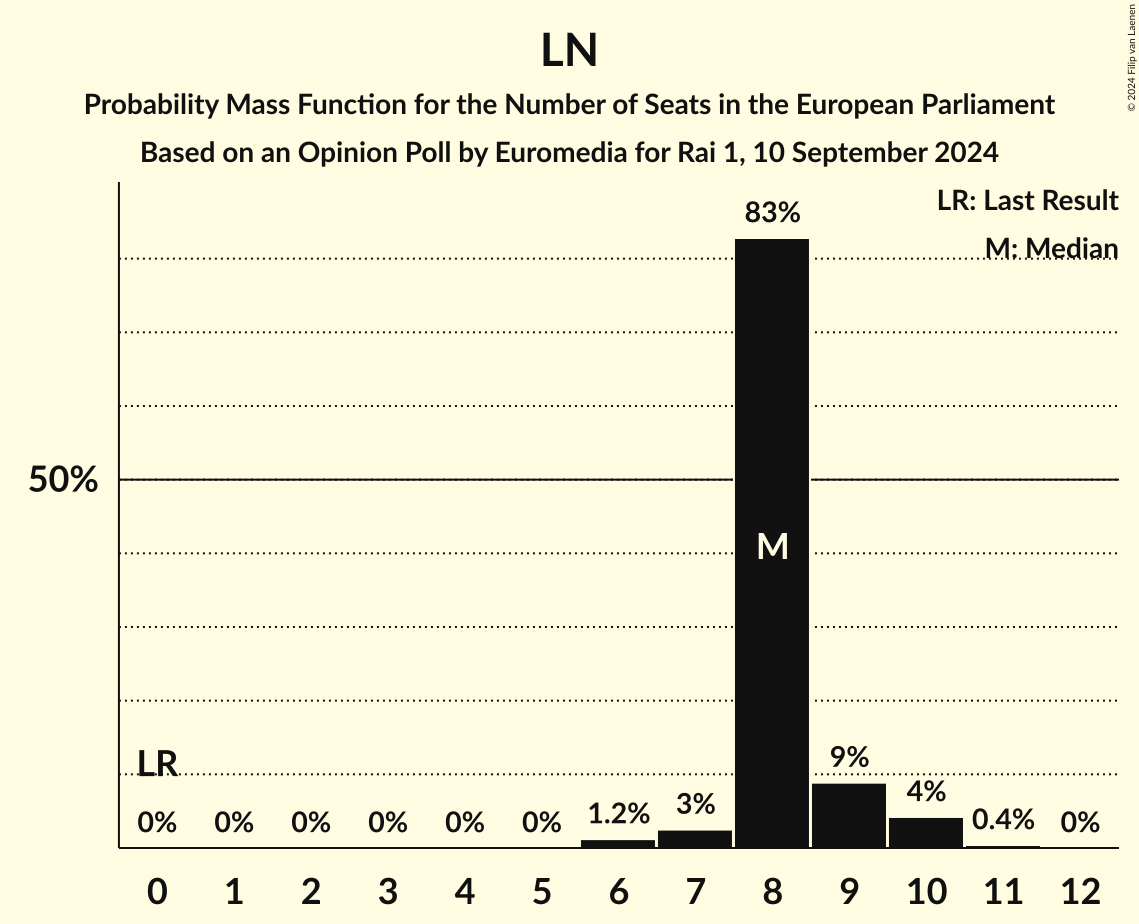 LN
Probability Mass Function for the Number of Seats in the European Parliament
Based on an Opinion Poll by Euromedia for Rai 1, 10 September 2024
© 2024 Filip van Laenen
LR: Last Result
M: Median
83%
50%
M
LR
0% 0% 0% 0% 0% 0% 1.2% 3% 9% 4% 0.4% 0%
0 1 2 3 4 5 6 7 8 9 10 11 12